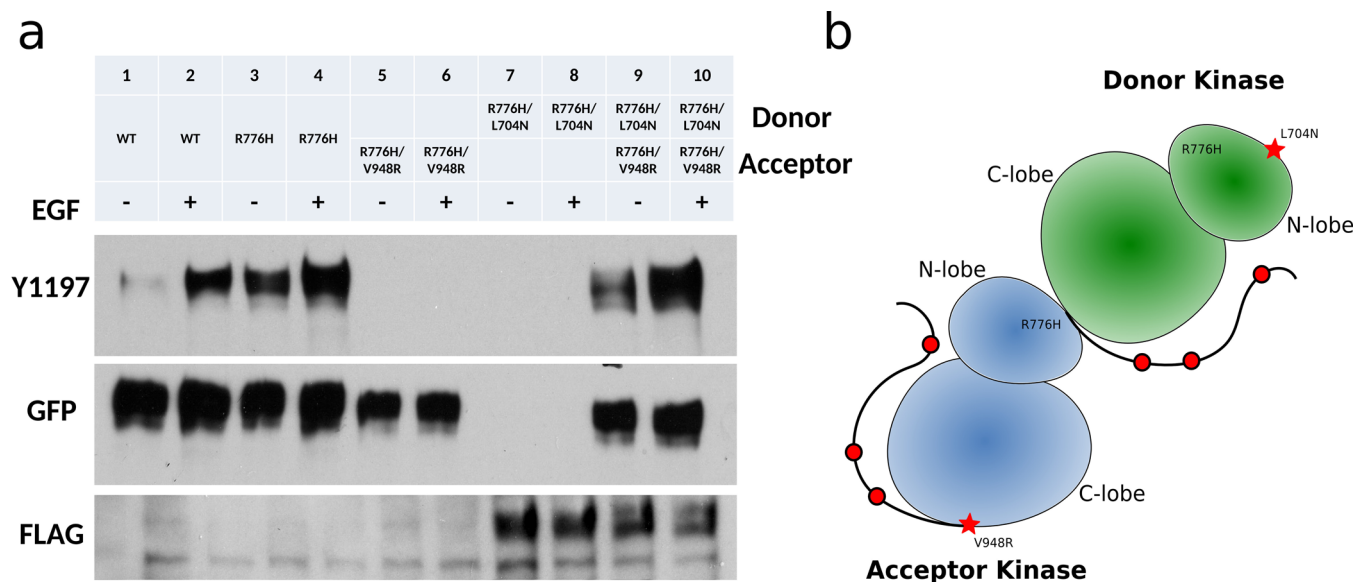 a
1 2 3 4 5 6 7 8 9 10
WT WT R776H R776H
R776H/ R776H/ R776H/ R776H/
L704N L704N L704N L704N
Donor
R776H/ R776H/ R776H/ R776H/
V948R V948R V948R V948R
Acceptor
EGF - + - + - + - + - +
Y1197
GFP
FLAG
b
Donor Kinase
L704N
R776H
C-lobe
N-lobe
N-lobe
R776H
C-lobe
V948R
Acceptor Kinase